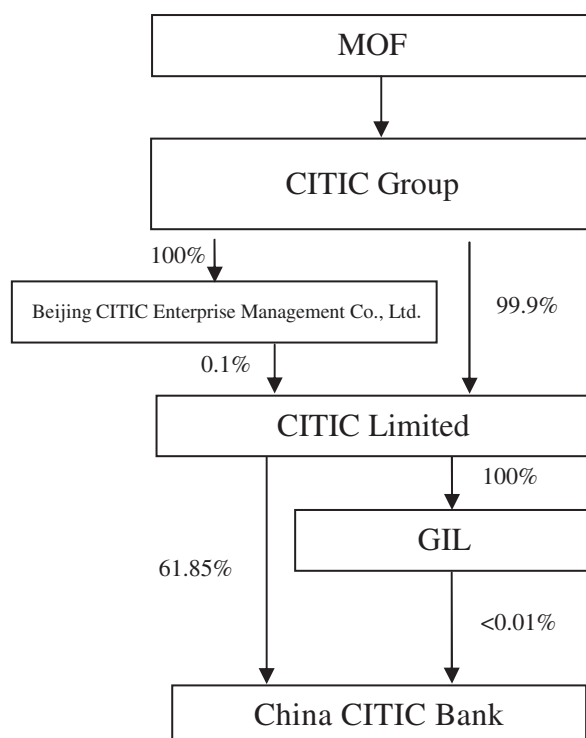 MOF
CITIC Group
100%
Beijing CITIC Enterprise Management Co., Ltd.
99.9%
0.1%
CITIC Limited
100%
GIL
61.85%
<0.01%
China CITIC Bank